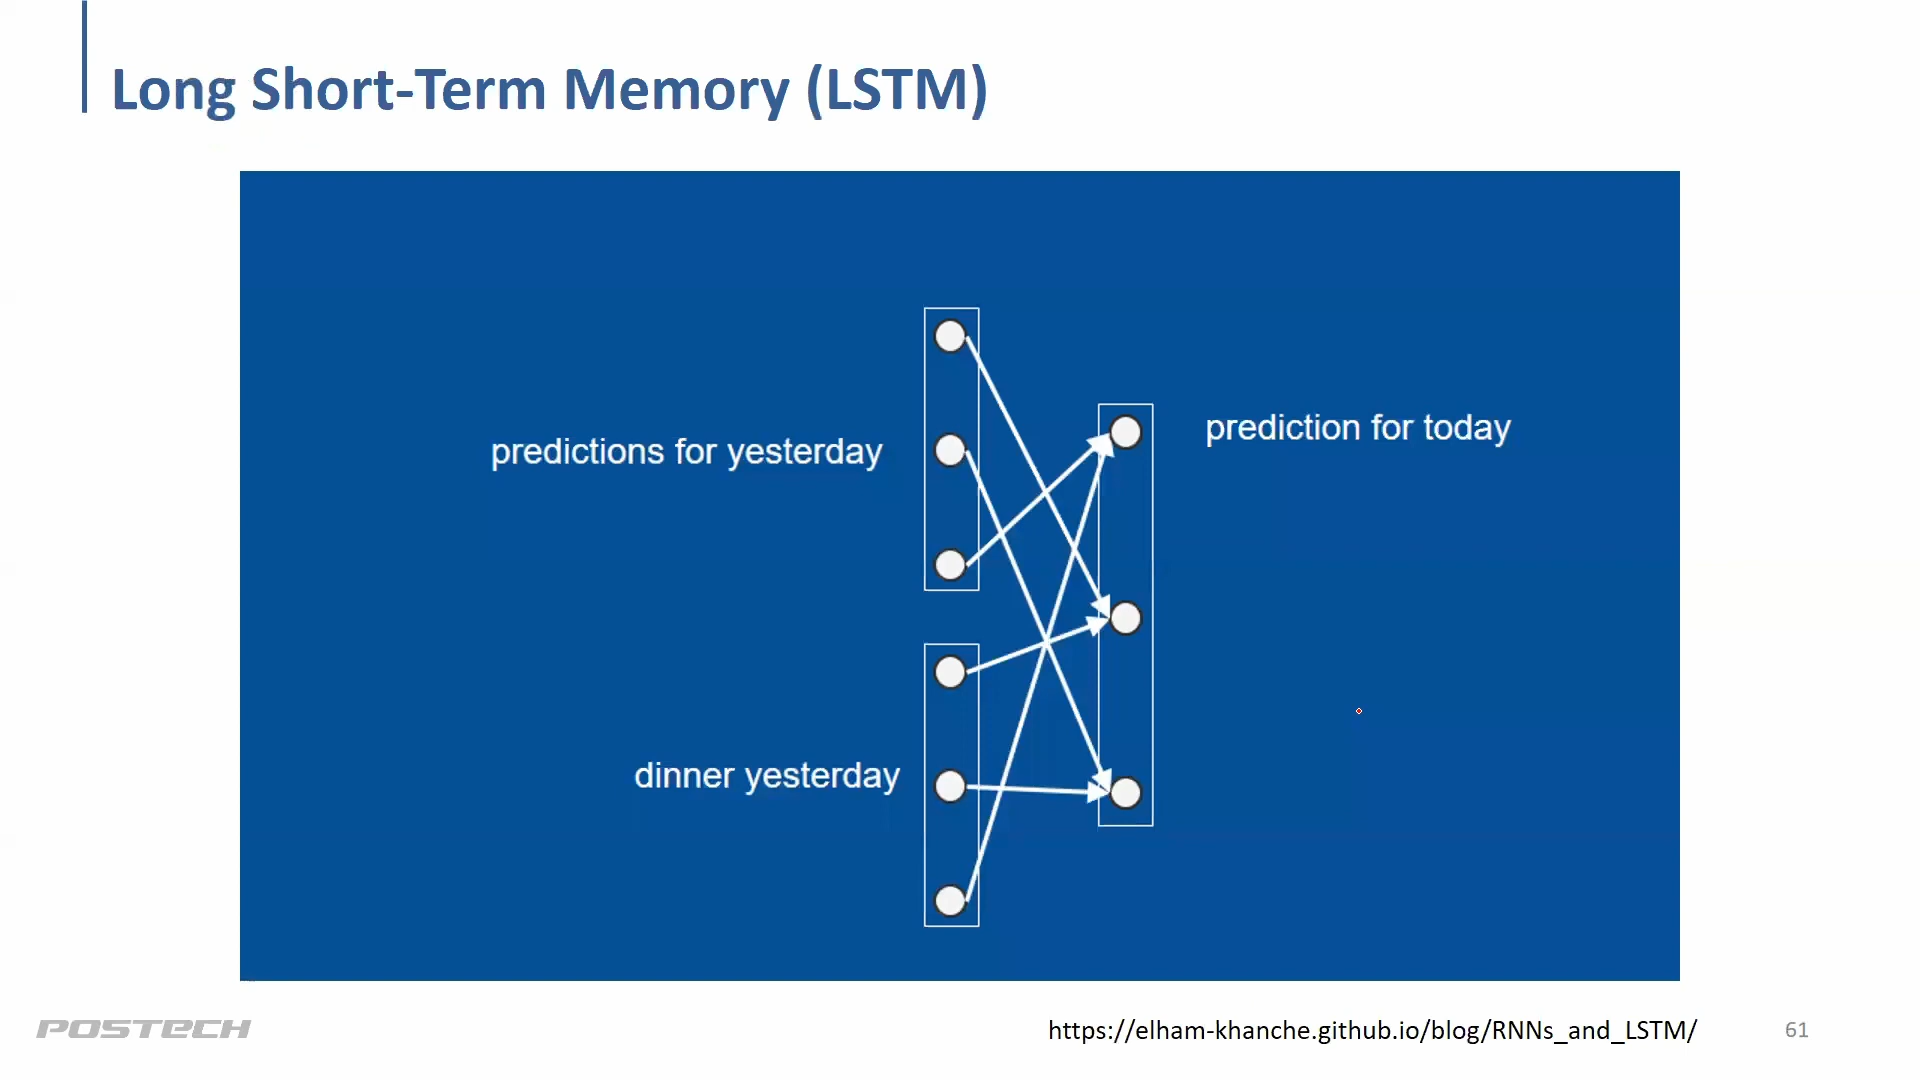 Long Short-Term Memory (LSTM)
predictions for yesterday
prediction for today
dinner yesterday
POSTECH
https://elham-khanche.github.io/blog/RNNs_and_LSTM/
61